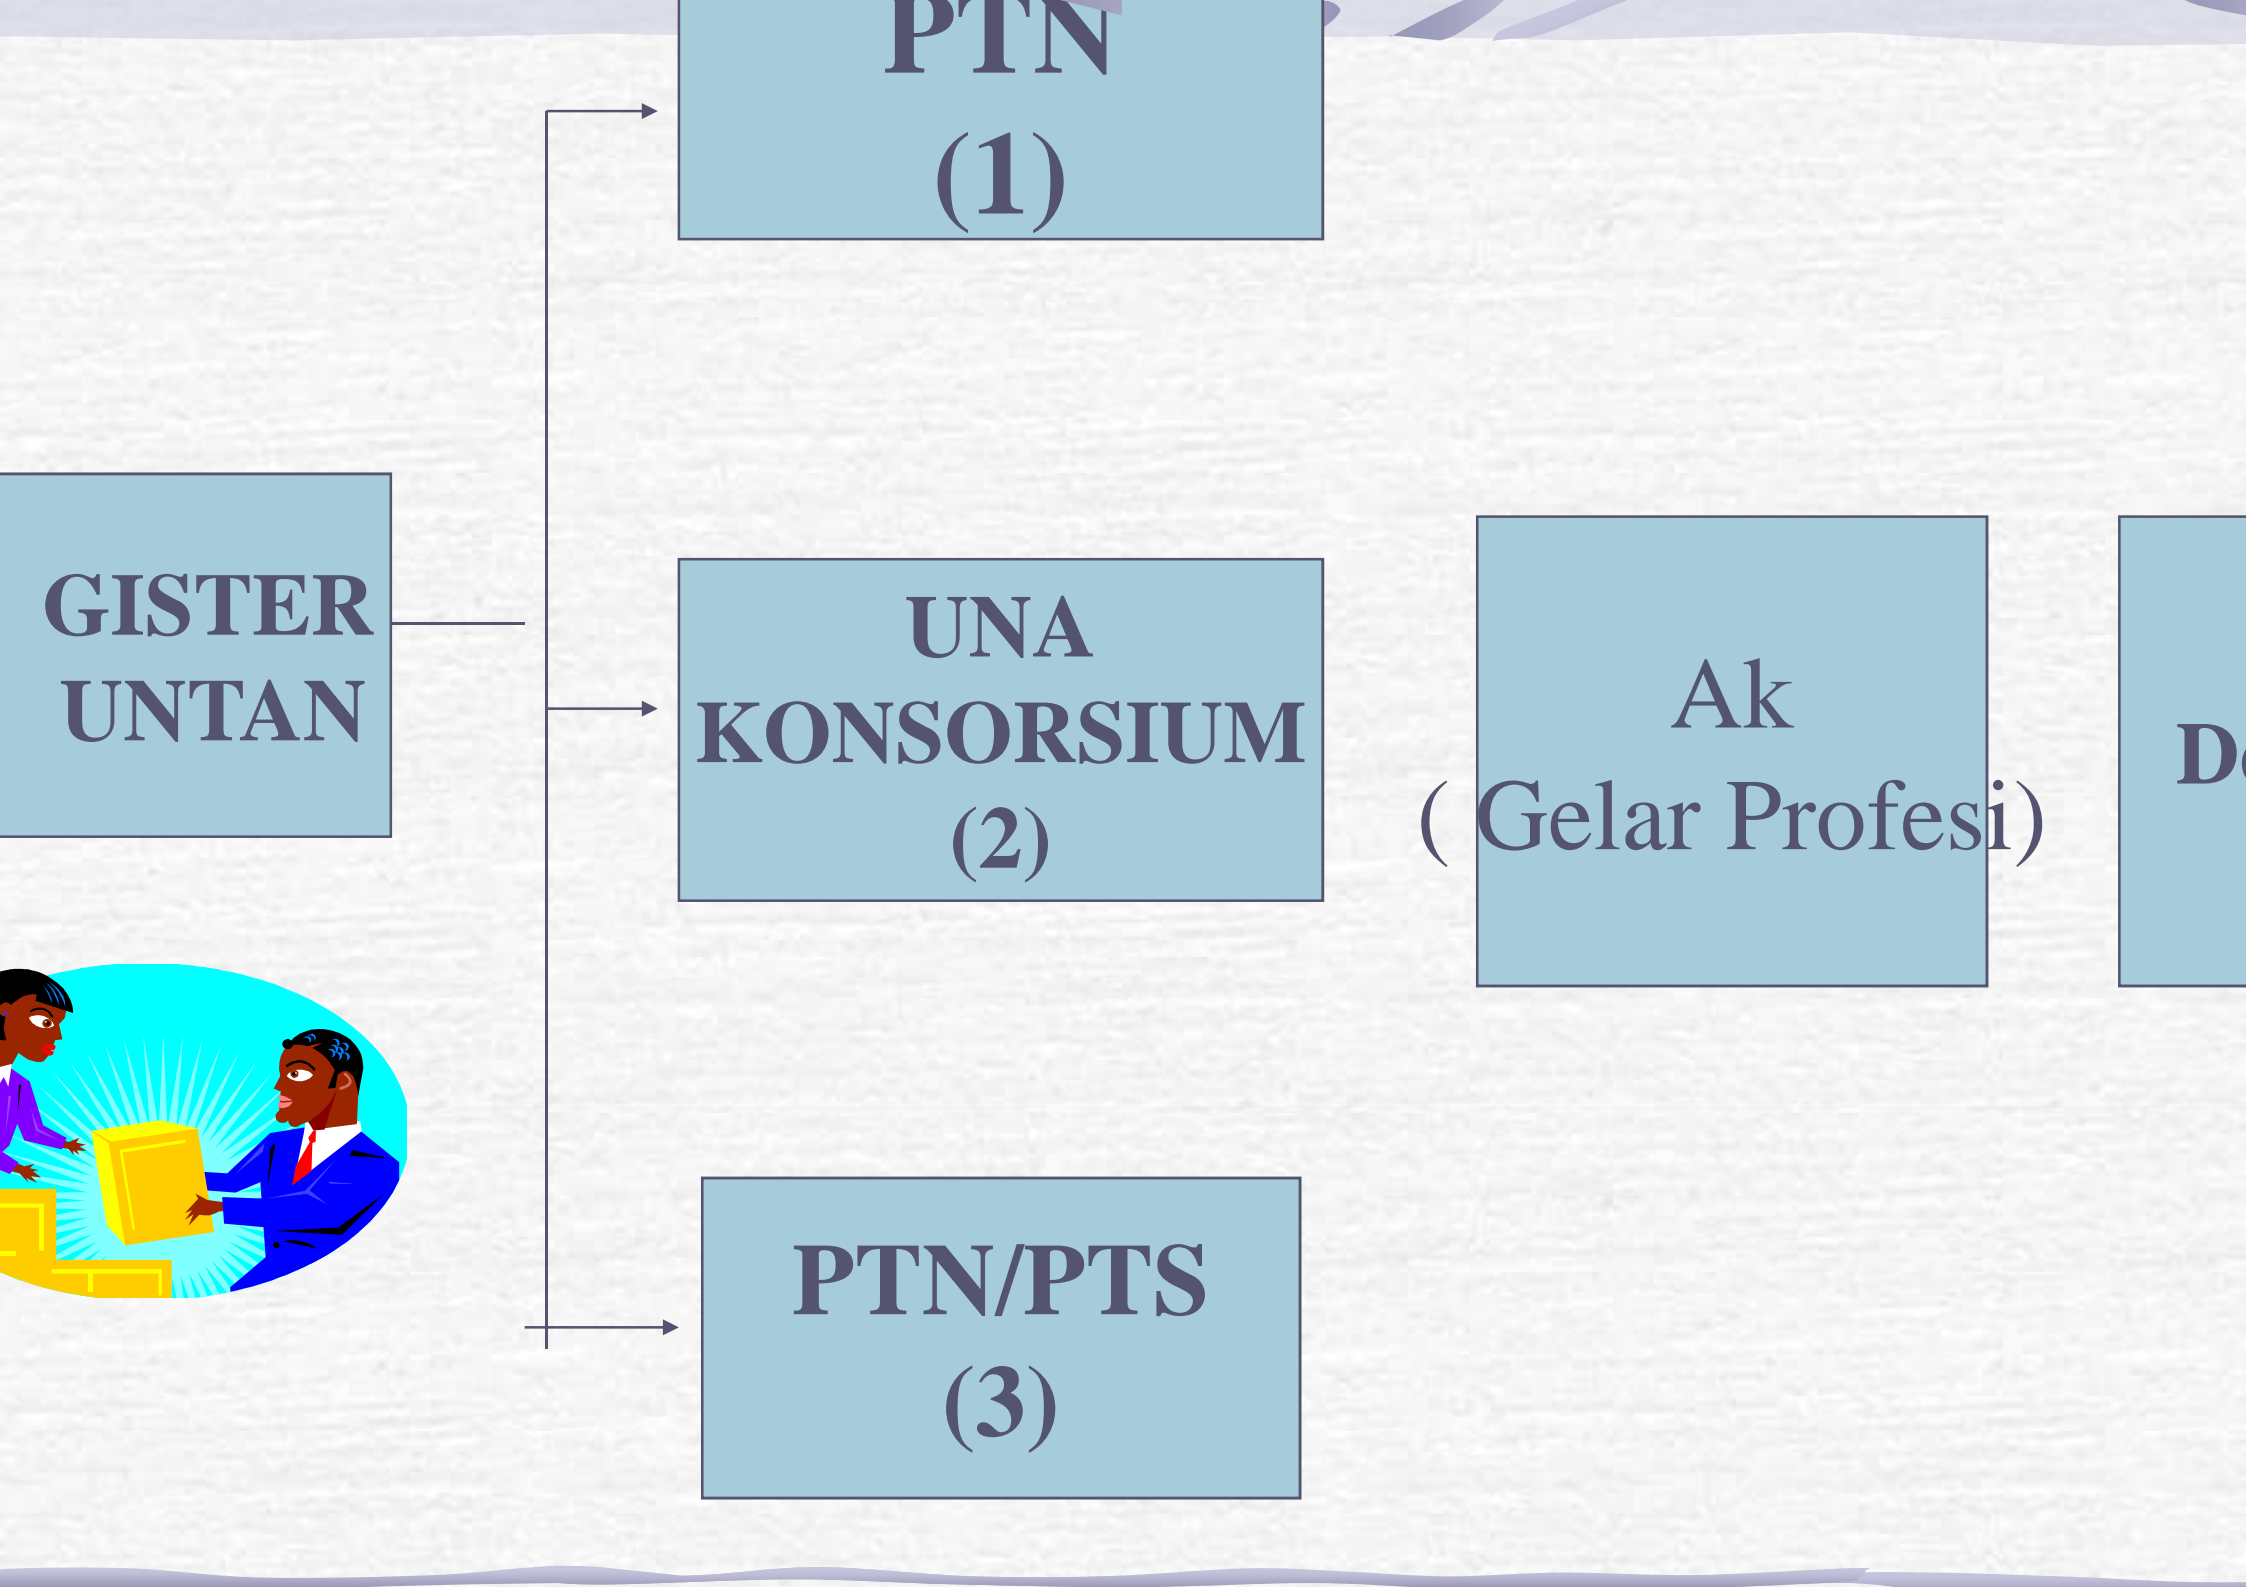 PTN
(1)
GISTER
UNTAN
UNA
KONSORSIUM
(2)
Ak
( Gelar Profesi)
PTN/PTS
(3)